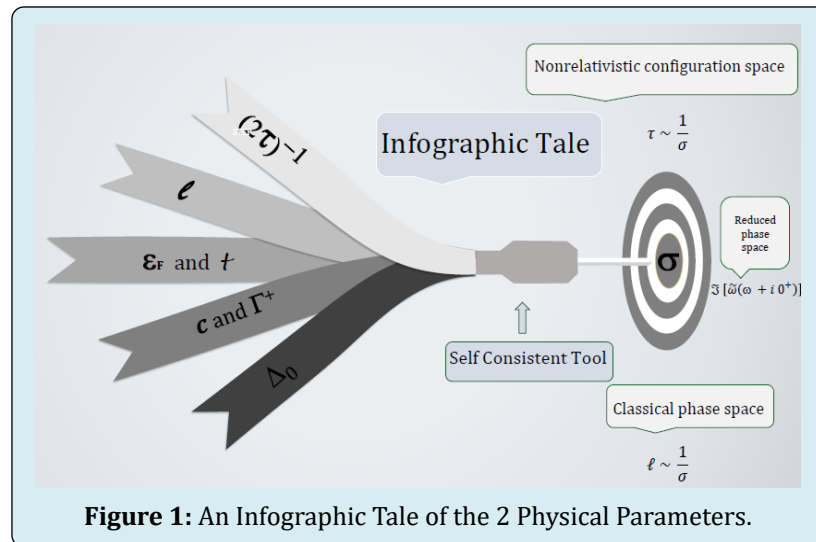 Nonrelativistic configuration space
τ ~ 1/σ
(2τ)⁻¹
Infographic Tale
ℓ
Reduced
phase
space
εF and t
σ
ℑ [ω̃(ω + i 0⁺)]
c and Γ⁺
Self Consistent Tool
Δ₀
Classical phase space
ℓ ~ 1/σ
Figure 1: An Infographic Tale of the 2 Physical Parameters.